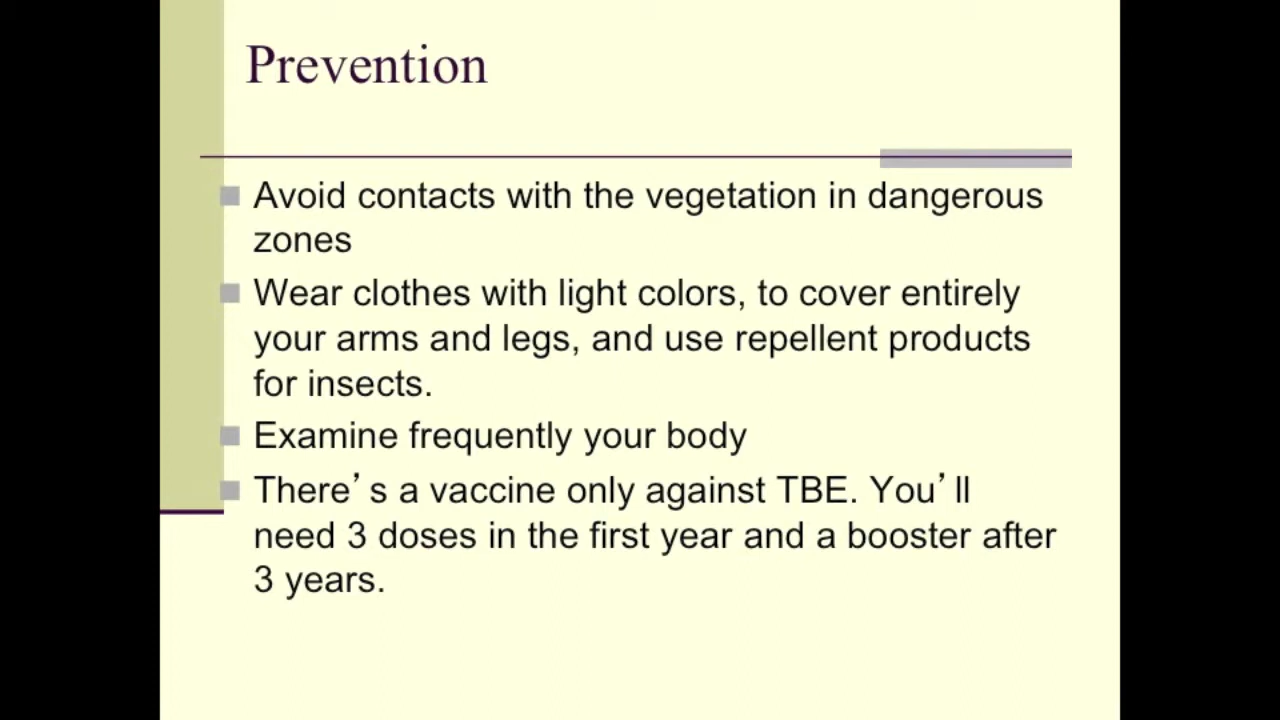 Prevention
Avoid contacts with the vegetation in dangerous
zones
Wear clothes with light colors, to cover entirely
your arms and legs, and use repellent products
for insects.
Examine frequently your body
There’s a vaccine only against TBE. You’ll
need 3 doses in the first year and a booster after
3 years.